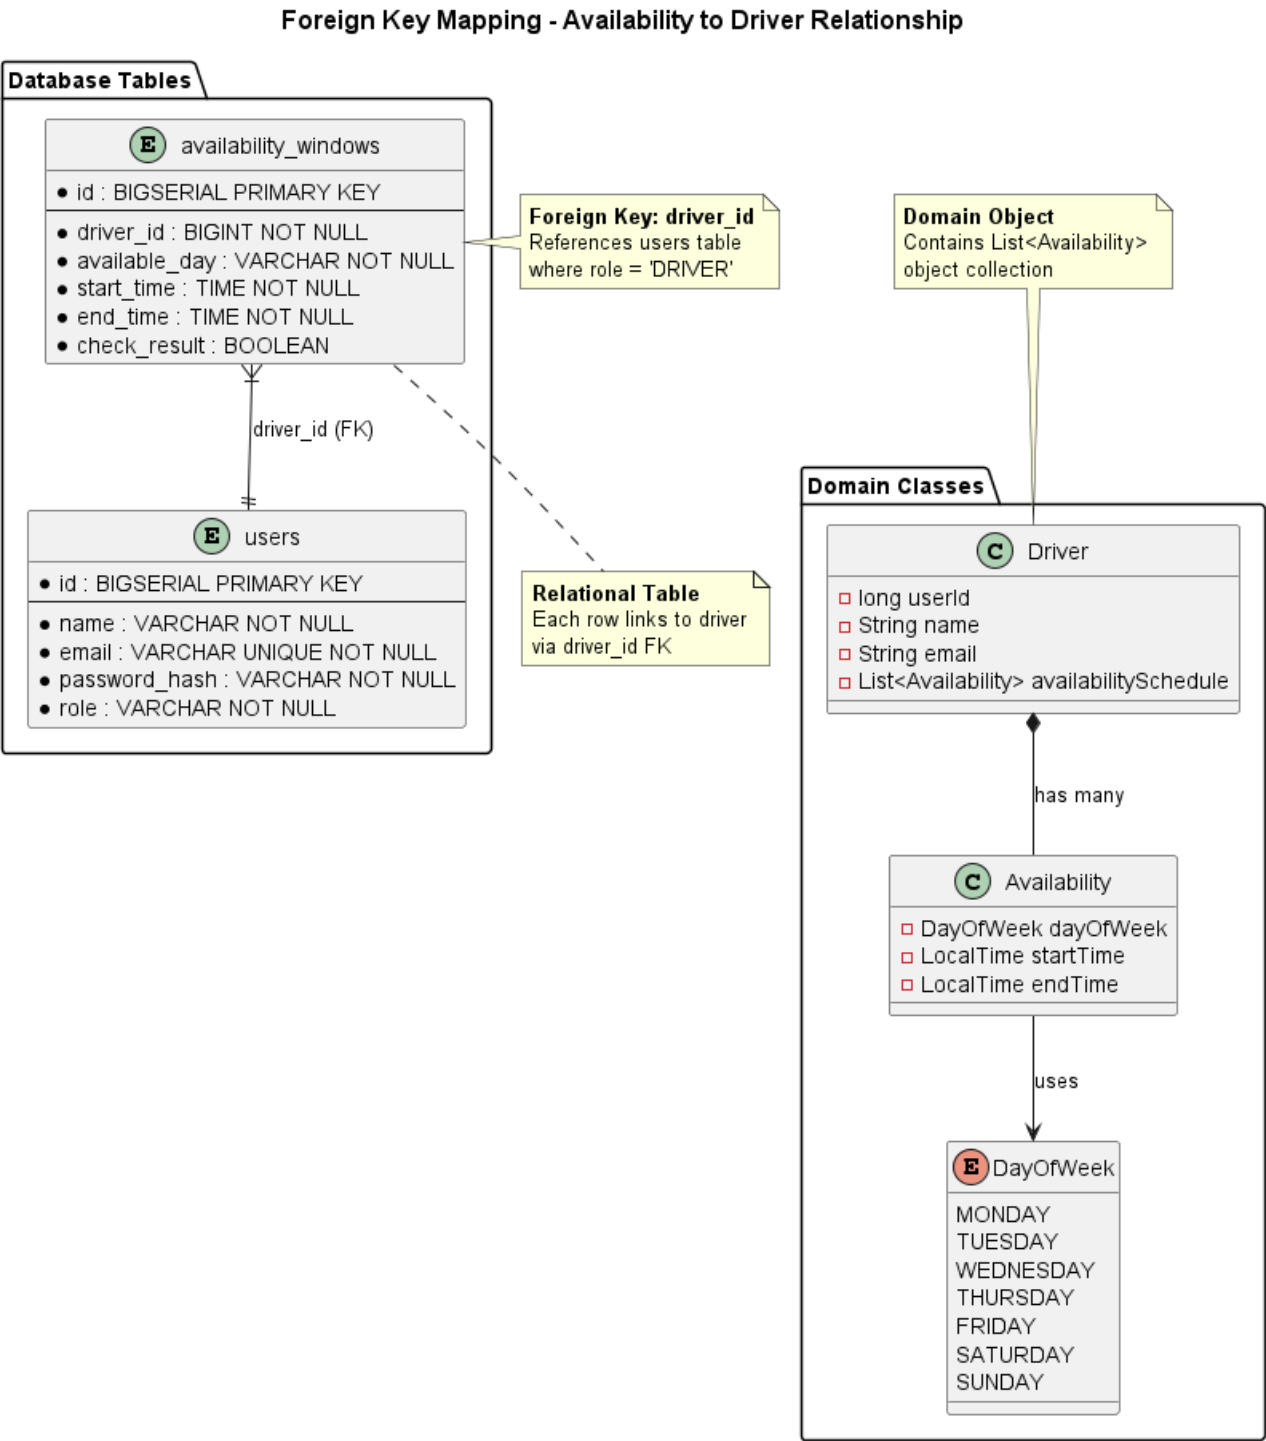 Foreign Key Mapping - Availability to Driver Relationship
Database Tables
E availability_windows
id : BIGSERIAL PRIMARY KEY
driver_id : BIGINT NOT NULL
available_day : VARCHAR NOT NULL
start_time : TIME NOT NULL
end_time : TIME NOT NULL
check_result : BOOLEAN
Foreign Key: driver_id
References users table
where role = 'DRIVER'
Domain Object
Contains List<Availability>
object collection
driver_id (FK)
E users
id : BIGSERIAL PRIMARY KEY
name : VARCHAR NOT NULL
email : VARCHAR UNIQUE NOT NULL
password_hash : VARCHAR NOT NULL
role : VARCHAR NOT NULL
Relational Table
Each row links to driver
via driver_id FK
Domain Classes
C Driver
long userId
String name
String email
List<Availability> availabilitySchedule
has many
C Availability
DayOfWeek dayOfWeek
LocalTime startTime
LocalTime endTime
uses
E DayOfWeek
MONDAY
TUESDAY
WEDNESDAY
THURSDAY
FRIDAY
SATURDAY
SUNDAY